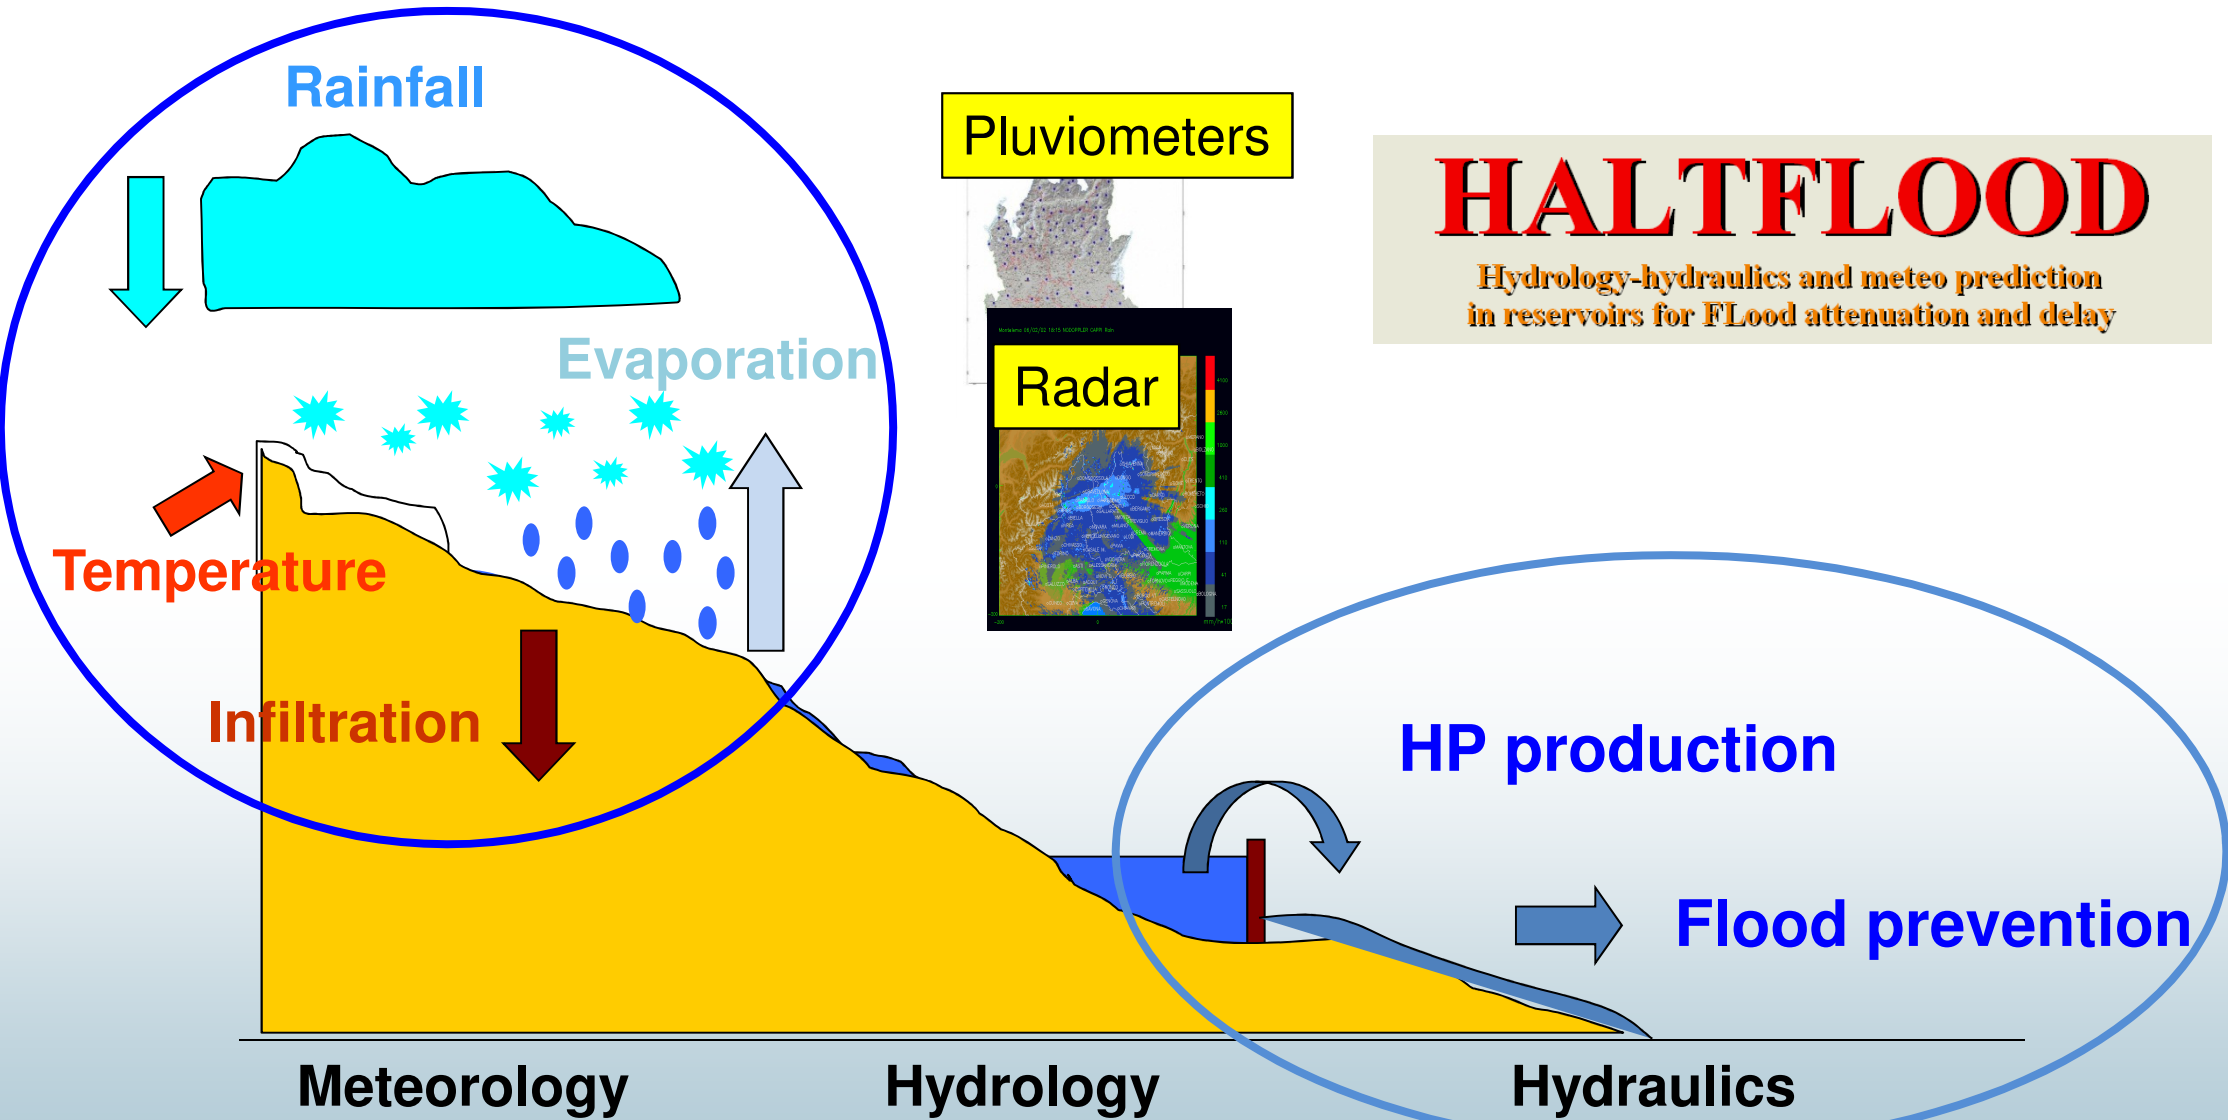 Rainfall
Pluviometers
HALTFLOOD
Hydrology-hydraulics and meteo prediction
in reservoirs for FLood attenuation and delay
Evaporation
Radar
Temperature
Infiltration
HP production
Flood prevention
Meteorology
Hydrology
Hydraulics